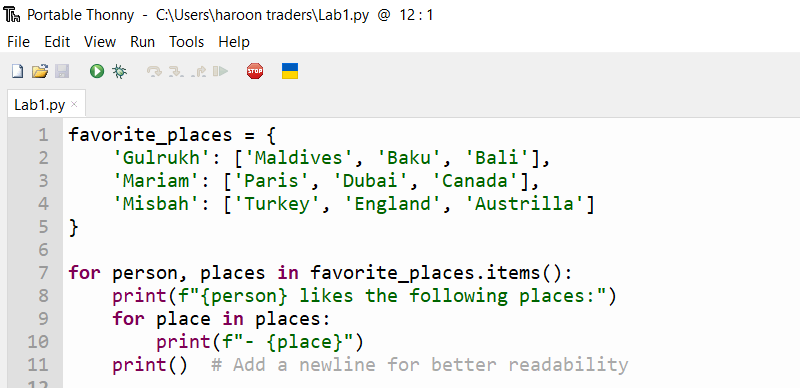 Portable Thonny - C:\Users\haroon traders\Lab1.py @ 12 : 1
File Edit View Run Tools Help
STOP
Lab1.py ×
1 favorite_places = {
2     'Gulrukh': ['Maldives', 'Baku', 'Bali'],
3     'Mariam': ['Paris', 'Dubai', 'Canada'],
4     'Misbah': ['Turkey', 'England', 'Austrilla']
5 }
6
7 for person, places in favorite_places.items():
8     print(f"{person} likes the following places:")
9     for place in places:
10         print(f"- {place}")
11     print()  # Add a newline for better readability
12